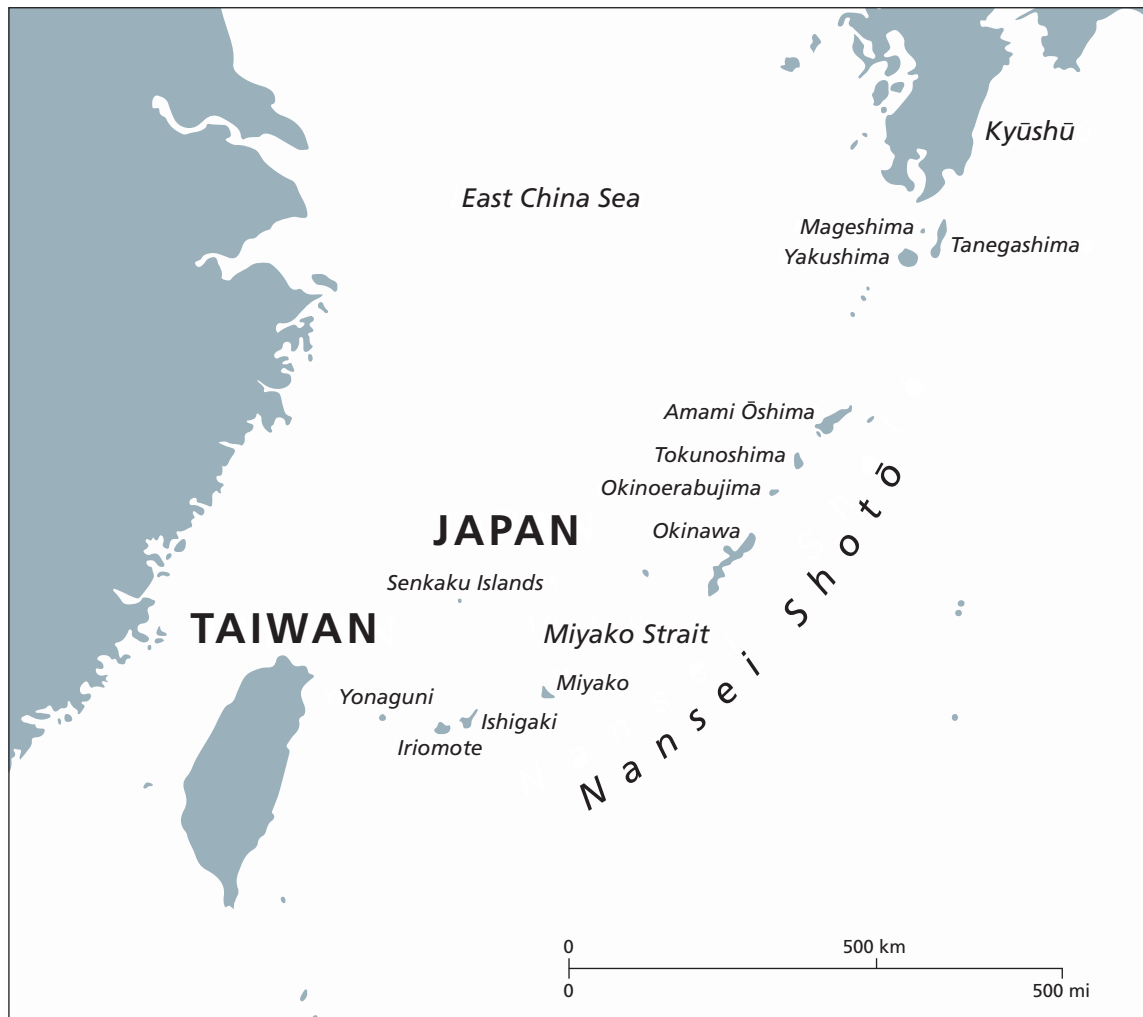 Kyūshū
East China Sea
Mageshima
Tanegashima
Yakushima
Amami Ōshima
Tokunoshima
Okinoerabujima
JAPAN
Okinawa
Senkaku Islands
TAIWAN
Miyako Strait
Nansei Shotō
Yonaguni
Miyako
Ishigaki
Iriomote
0
500 km
0
500 mi